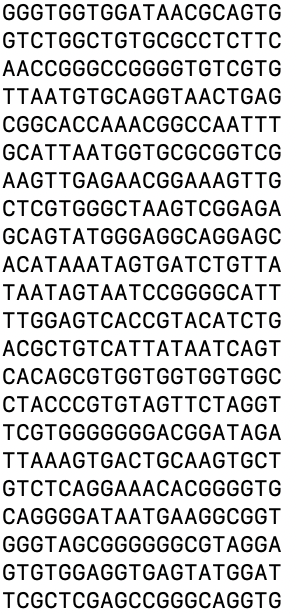 GGGTGGTGGATAACGCAGTG
GTCTGGCTGTGCGCCTCTTC
AACCGGGCCGGGGTGTCGTG
TTAATGTGCAGGTAACTGAG
CGGCACCAAACGGCCAATTT
GCATTAATGGTGCGCGGTCG
AAGTTGAGAACGGAAAGTTG
CTCGTGGGCTAAGTCGGAGA
GCAGTATGGGAGGCAGGAGC
ACATAAATAGTGATCTGTTA
TAATAGTAATCCGGGGCATT
TTGGAGTCACCGTACATCTG
ACGCTGTCATTATAATCAGT
CACAGCGTGGTGGTGGTGGC
CTACCCGTGTAGTTCTAGGT
TCGTGGGGGGGACGGATAGA
TTAAAGTGACTGCAAGTGCT
GTCTCAGGAAACACGGGGTG
CAGGGGATAATGAAGGCGGT
GGGTAGCGGGGGGCGTAGGA
GTGTGGAGGTGAGTATGGAT
TCGCTCGAGCCGGGCAGGTG